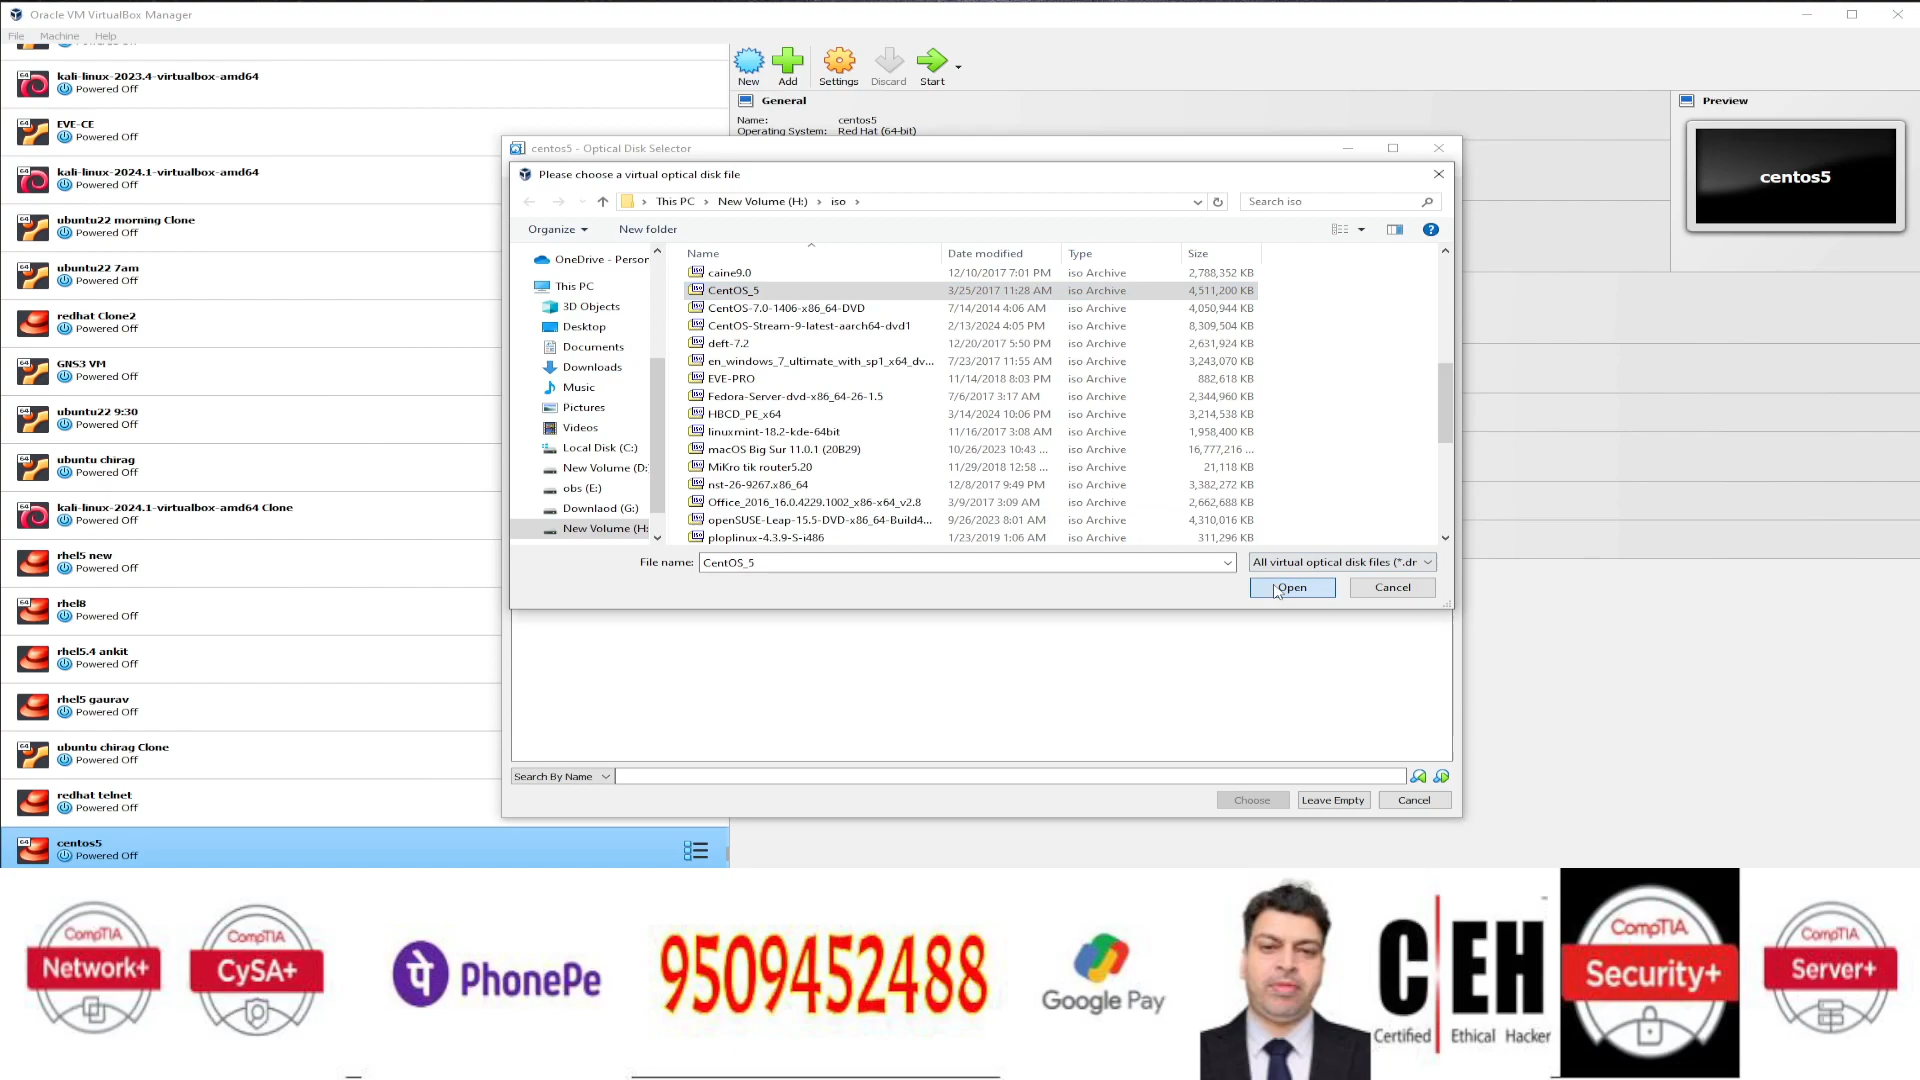 Oracle VM VirtualBox Manager
File Machine Help
kali-linux-2023.4-virtualbox-amd64
Powered Off
EVE-CE
Powered Off
kali-linux-2024.1-virtualbox-amd64
Powered Off
ubuntu22 morning Clone
Powered Off
ubuntu22 7am
Powered Off
redhat Clone2
Powered Off
GNS3 VM
Powered Off
ubuntu22 9:30
Powered Off
ubuntu chirag
Powered Off
kali-linux-2024.1-virtualbox-amd64 Clone
Powered Off
rhel5 new
Powered Off
rhel8
Powered Off
rhel5.4 ankit
Powered Off
rhel5 gaurav
Powered Off
ubuntu chirag Clone
Powered Off
redhat telnet
Powered Off
centos5
Powered Off
New Add Settings Discard Start
General
Name: centos5
Operating System: Red Hat (64-bit)
Preview
centos5
centos5 - Optical Disk Selector
Please choose a virtual optical disk file
This PC › New Volume (H:) › iso ›
Search iso
Organize New folder
OneDrive - Person
This PC
3D Objects
Desktop
Documents
Downloads
Music
Pictures
Videos
Local Disk (C:)
New Volume (D:
obs (E:)
Downlaod (G:)
New Volume (H:
Name Date modified Type Size
caine9.0 12/10/2017 7:01 PM iso Archive 2,788,352 KB
CentOS_5 3/25/2017 11:28 AM iso Archive 4,511,200 KB
CentOS-7.0-1406-x86_64-DVD 7/14/2014 4:06 AM iso Archive 4,050,944 KB
CentOS-Stream-9-latest-aarch64-dvd1 2/13/2024 4:05 PM iso Archive 8,309,504 KB
deft-7.2 12/20/2017 5:50 PM iso Archive 2,631,924 KB
en_windows_7_ultimate_with_sp1_x64_dv... 7/23/2017 11:55 AM iso Archive 3,243,070 KB
EVE-PRO 11/14/2018 8:03 PM iso Archive 882,618 KB
Fedora-Server-dvd-x86_64-26-1.5 7/6/2017 3:17 AM iso Archive 2,344,960 KB
HBCD_PE_x64 3/14/2024 10:06 PM iso Archive 3,214,538 KB
linuxmint-18.2-kde-64bit 11/16/2017 3:08 AM iso Archive 1,958,400 KB
macOS Big Sur 11.0.1 (20B29) 10/26/2023 10:43 ... iso Archive 16,777,216 ...
MiKro tik router5.20 11/29/2018 12:58 ... iso Archive 21,118 KB
nst-26-9267.x86_64 12/8/2017 9:49 PM iso Archive 3,382,272 KB
Office_2016_16.0.4229.1002_x86-x64_v2.8 3/9/2017 3:09 AM iso Archive 2,662,688 KB
openSUSE-Leap-15.5-DVD-x86_64-Build4... 9/26/2023 8:01 AM iso Archive 4,310,016 KB
ploplinux-4.3.9-S-i486 1/23/2019 1:06 AM iso Archive 311,296 KB
File name: CentOS_5 All virtual optical disk files (*.dr
Open Cancel
Search By Name
Choose Leave Empty Cancel
CompTIA
Network+
CompTIA
CySA+
पे PhonePe
9509452488
Google Pay
C|EH
Certified Ethical Hacker
CompTIA
Security+
CompTIA
Server+